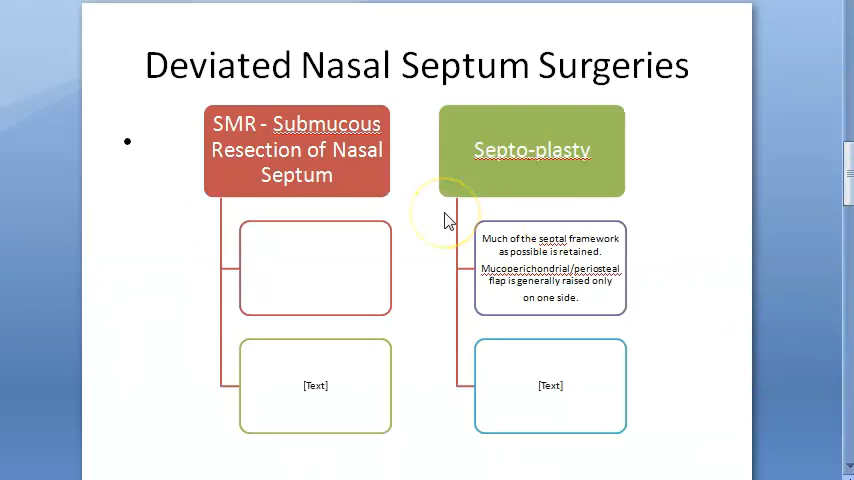 Deviated Nasal Septum Surgeries
SMR - Submucous
Resection of Nasal
Septum
Septo-plasty
Much of the septal framework
as possible is retained.
Mucoperichondrial/periosteal
flap is generally raised only
on one side.
[Text]
[Text]